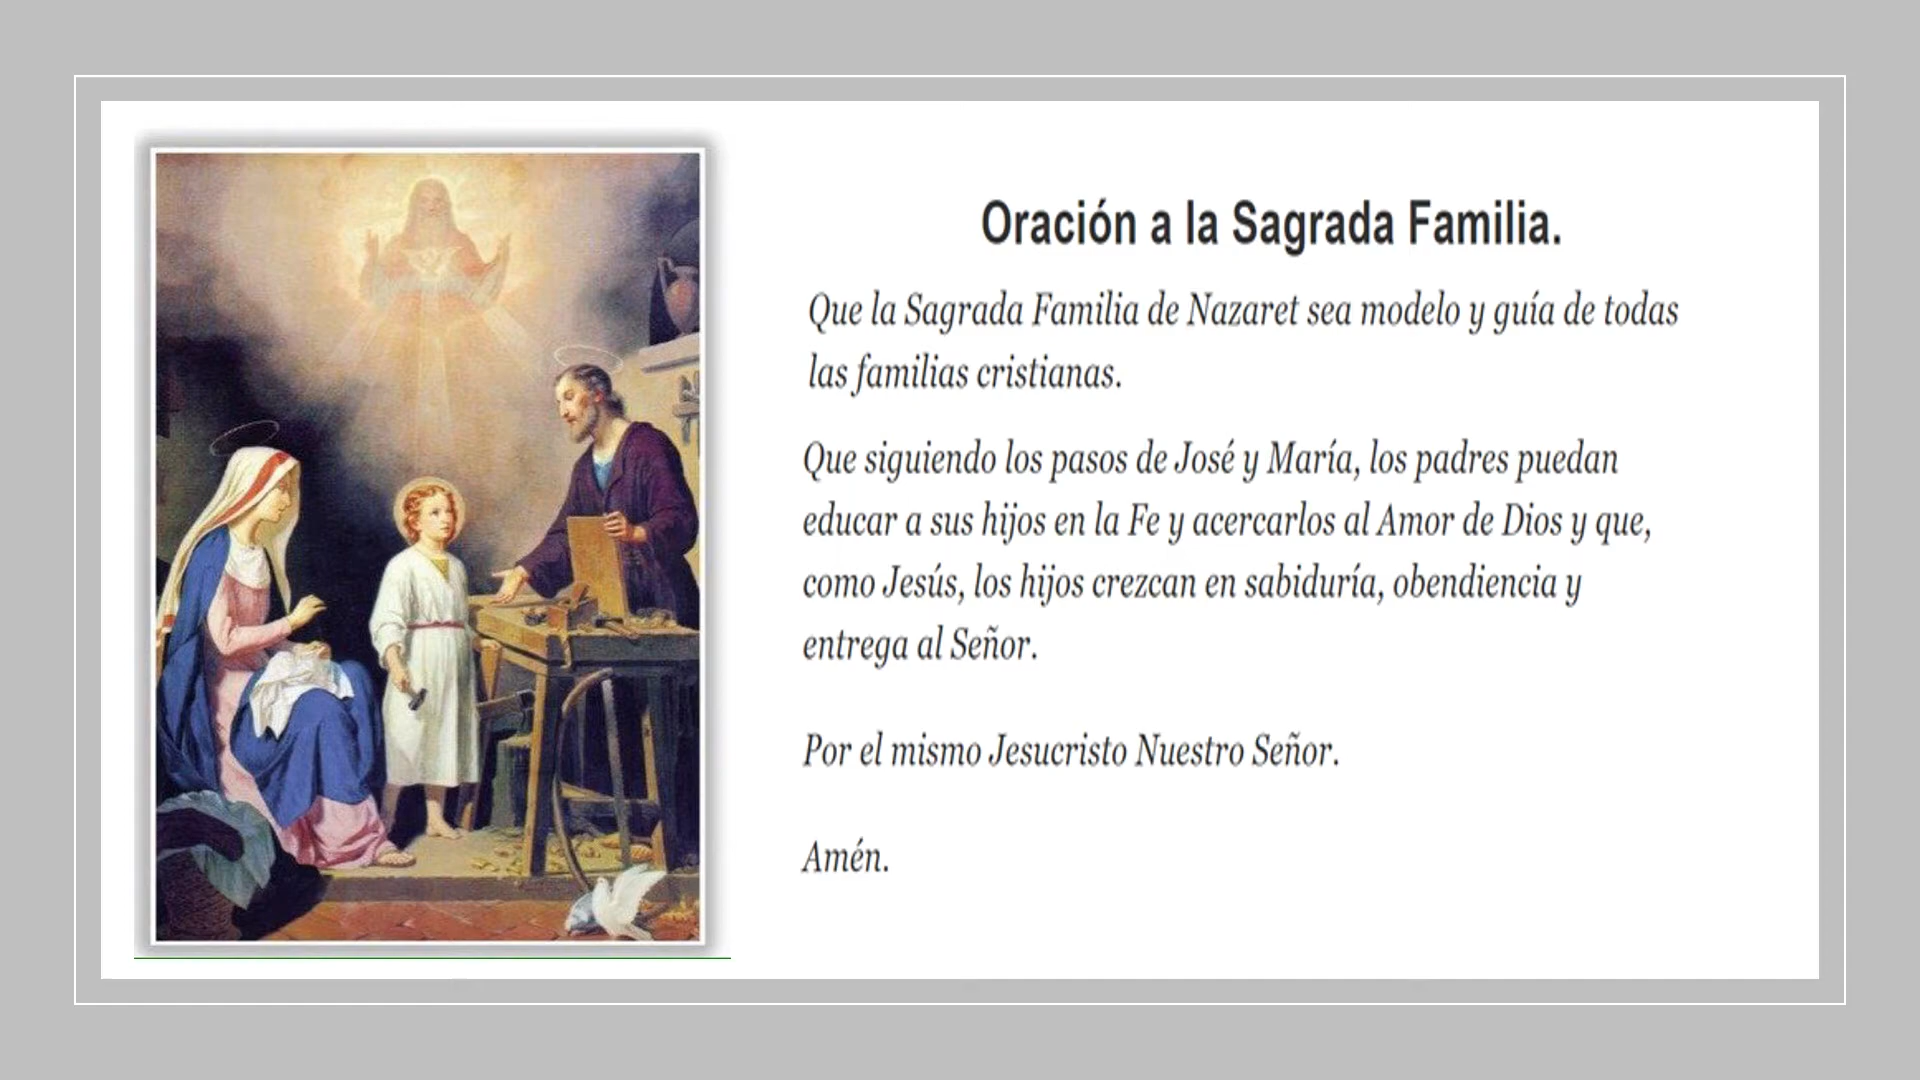 Oración a la Sagrada Familia.
Que la Sagrada Familia de Nazaret sea modelo y guía de todas
las familias cristianas.
Que siguiendo los pasos de José y María, los padres puedan
educar a sus hijos en la Fe y acercarlos al Amor de Dios y que,
como Jesús, los hijos crezcan en sabiduría, obendiencia y
entrega al Señor.
Por el mismo Jesucristo Nuestro Señor.
Amén.